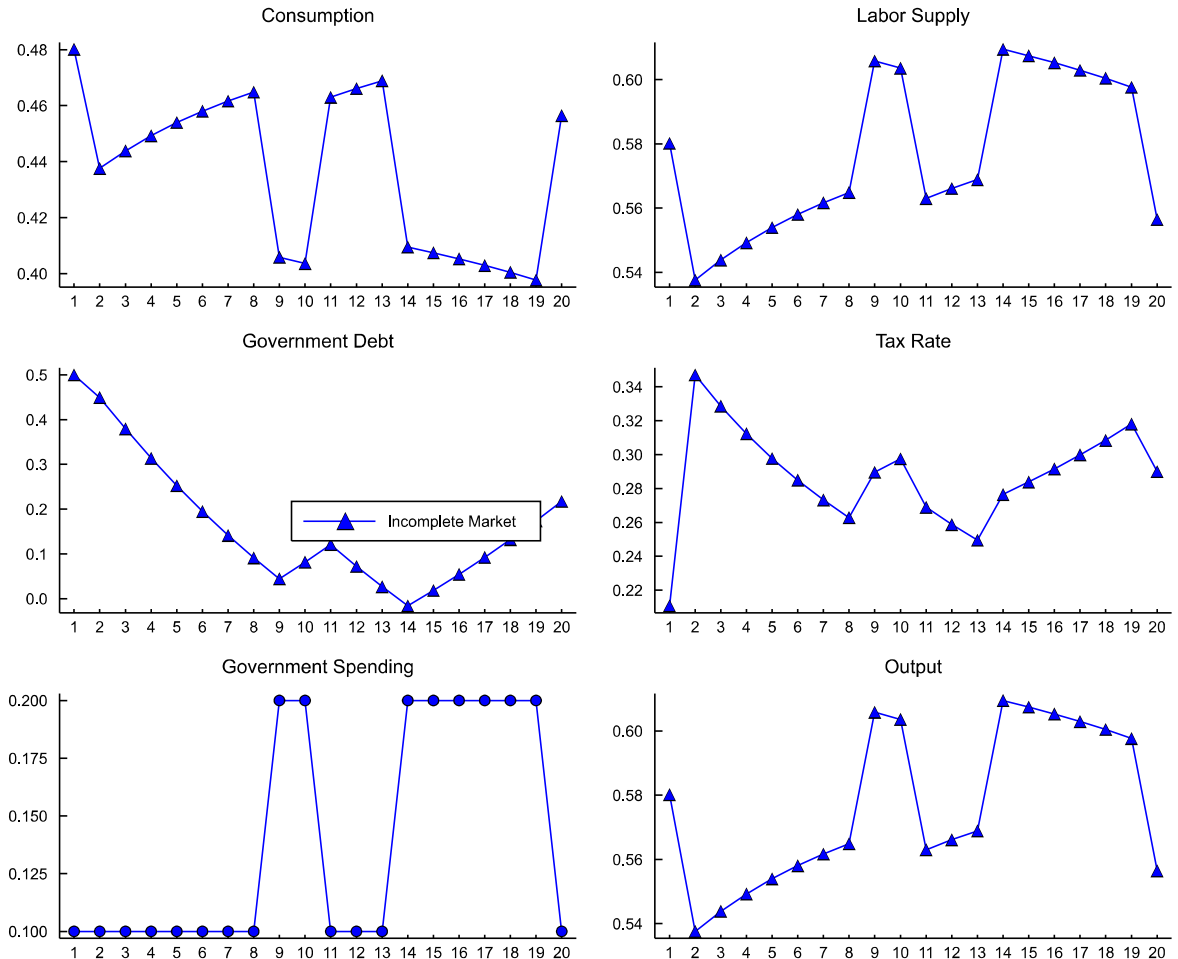 Consumption
Labor Supply
0.48
0.46
0.44
0.42
0.40
1 2 3 4 5 6 7 8 9 10 11 12 13 14 15 16 17 18 19 20
0.60
0.58
0.56
0.54
1 2 3 4 5 6 7 8 9 10 11 12 13 14 15 16 17 18 19 20
Government Debt
Tax Rate
0.5
0.4
0.3
0.2
0.1
0.0
Incomplete Market
1 2 3 4 5 6 7 8 9 10 11 12 13 14 15 16 17 18 19 20
0.34
0.32
0.30
0.28
0.26
0.24
0.22
1 2 3 4 5 6 7 8 9 10 11 12 13 14 15 16 17 18 19 20
Government Spending
Output
0.200
0.175
0.150
0.125
0.100
1 2 3 4 5 6 7 8 9 10 11 12 13 14 15 16 17 18 19 20
0.60
0.58
0.56
0.54
1 2 3 4 5 6 7 8 9 10 11 12 13 14 15 16 17 18 19 20